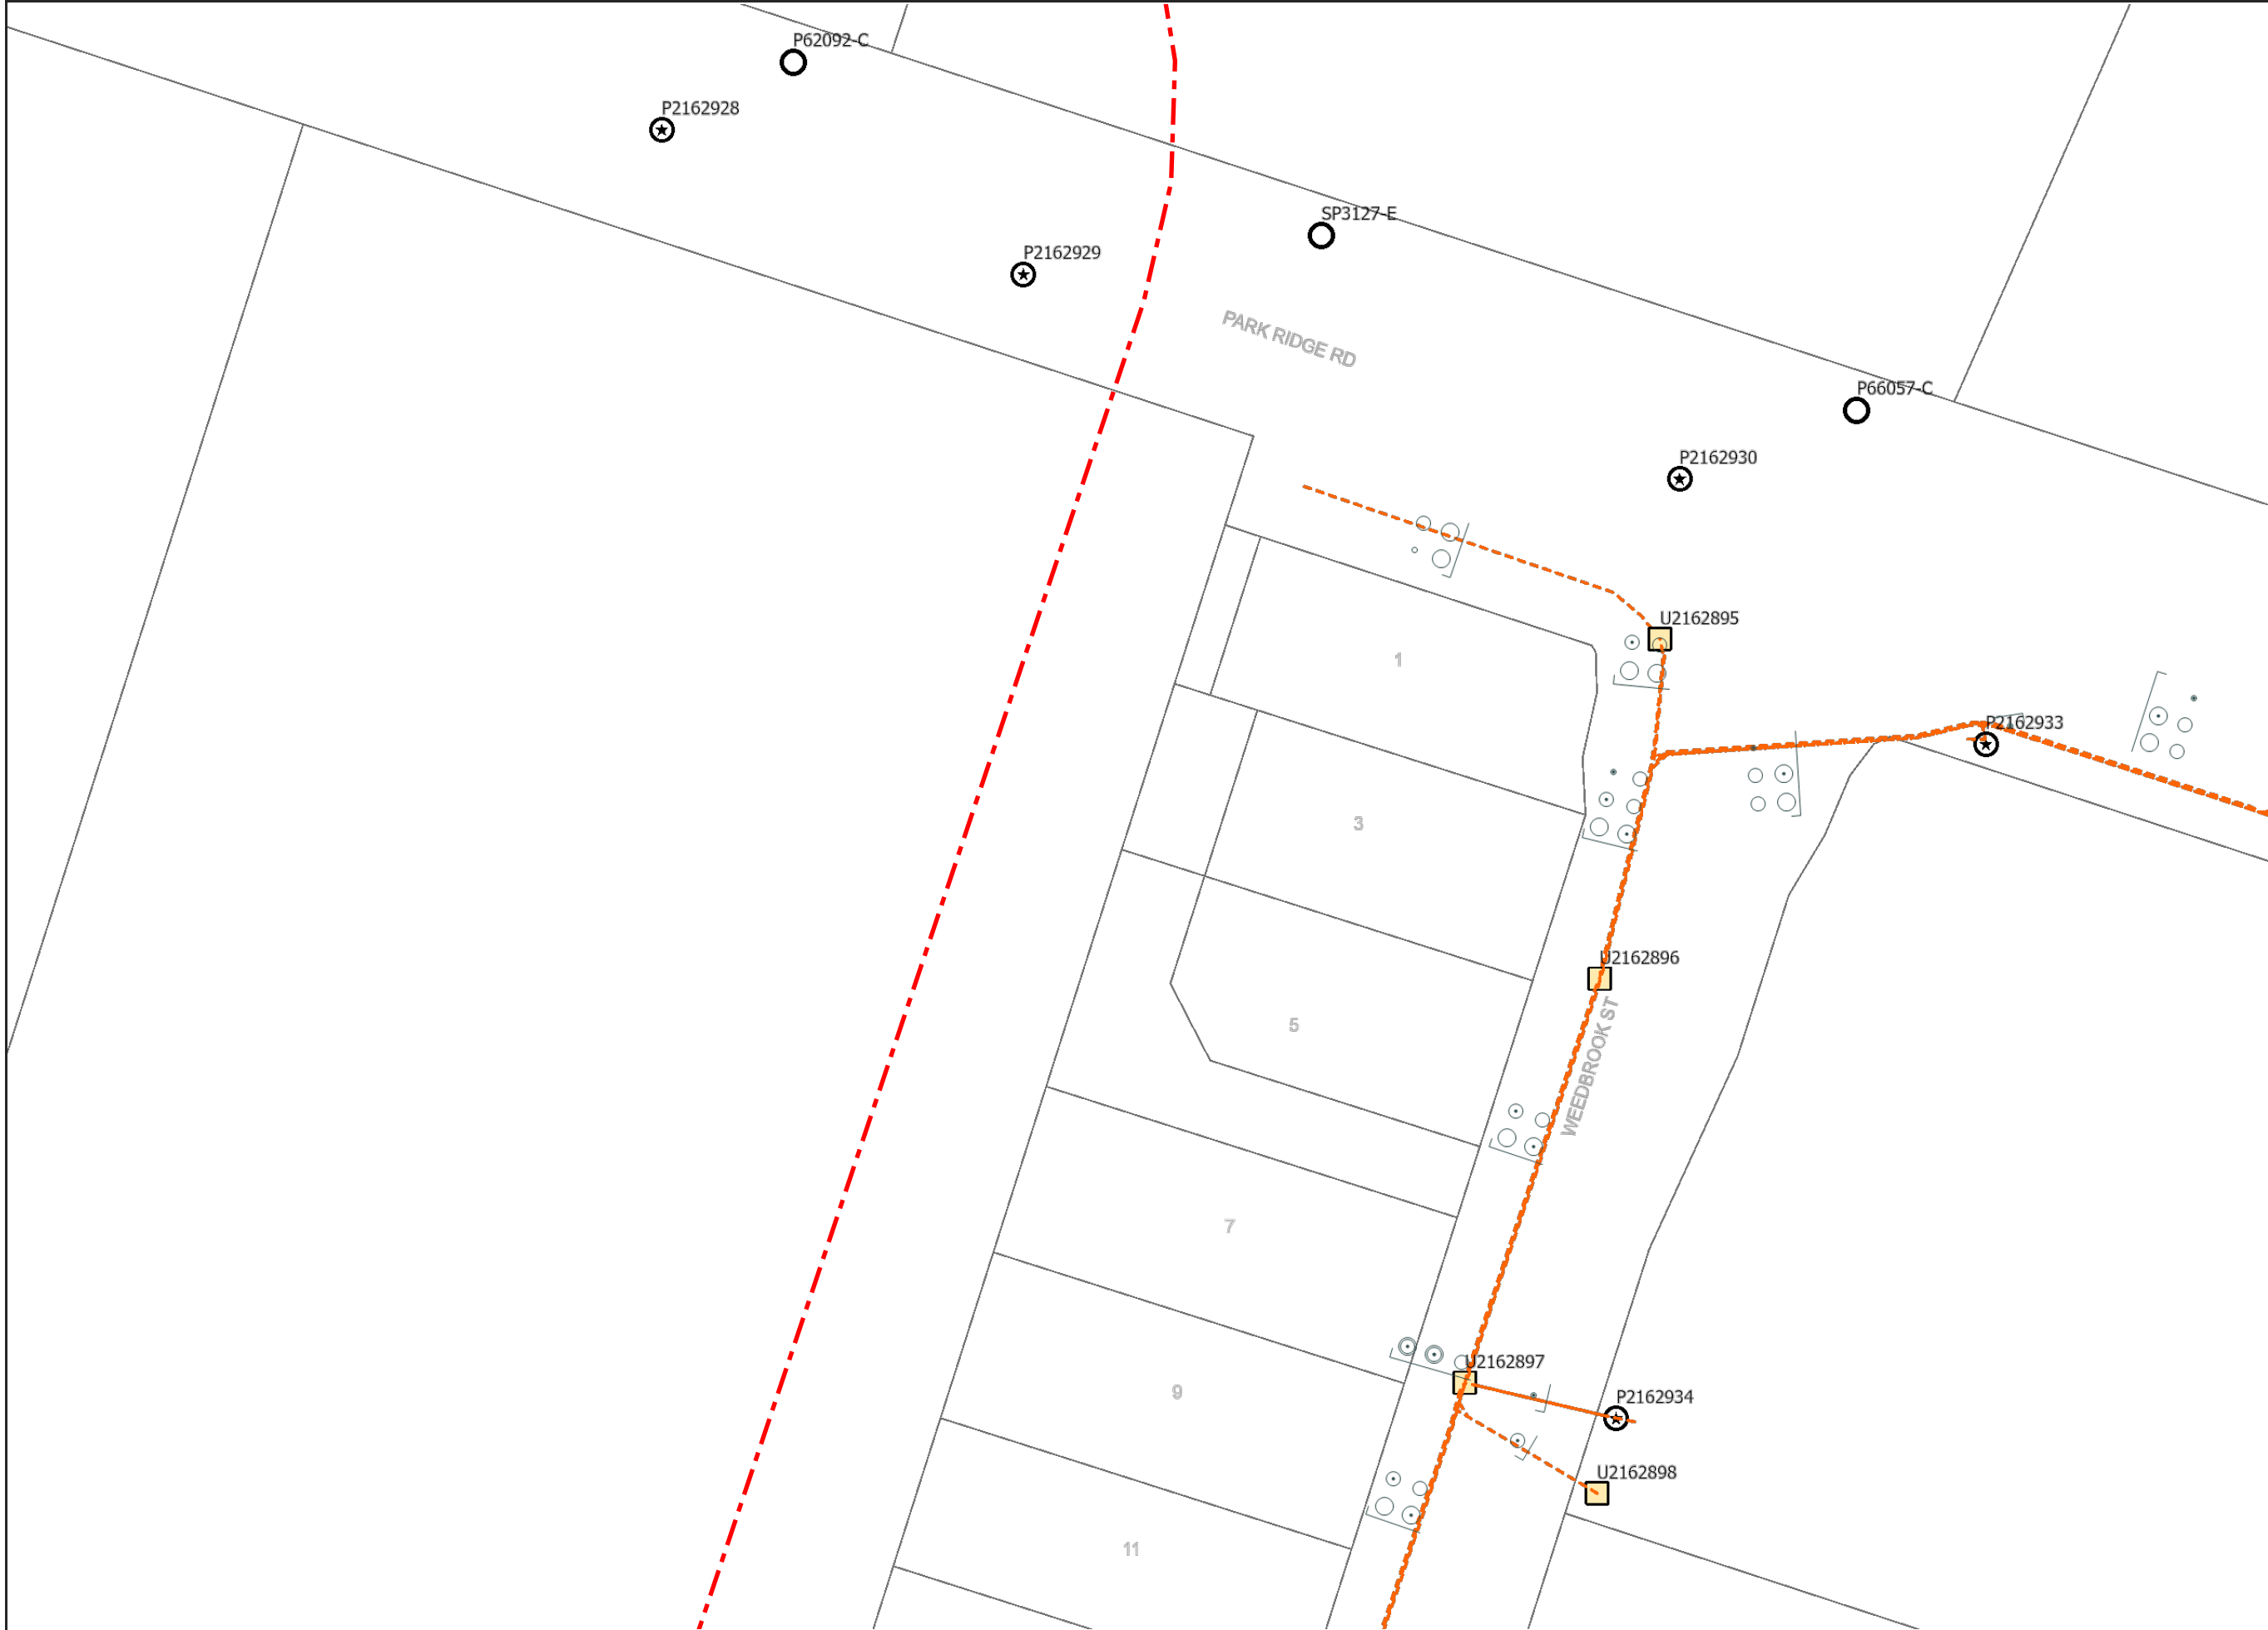 P62092-C
P2162928
SP3127-E
P2162929
PARK RIDGE RD
P66057-C
P2162930
U2162895
1
P2162933
3
U2162896
5
WEEDBROOK ST
7
U2162897
9
P2162934
U2162898
11